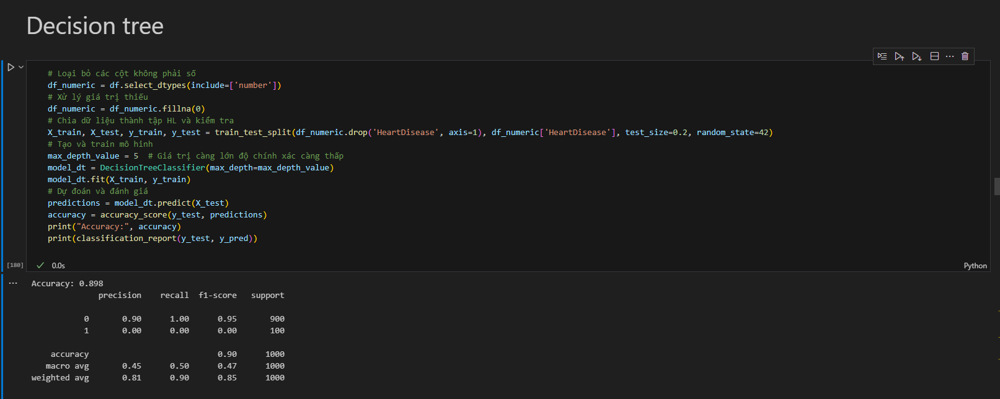 Decision tree
# Loại bỏ các cột không phải số
df_numeric = df.select_dtypes(include=['number'])
# Xử lý giá trị thiếu
df_numeric = df_numeric.fillna(0)
# Chia dữ liệu thành tập HL và kiểm tra
X_train, X_test, y_train, y_test = train_test_split(df_numeric.drop('HeartDisease', axis=1), df_numeric['HeartDisease'], test_size=0.2, random_state=42)
# Tạo và train mô hinh
max_depth_value = 5  # Giá trị càng lớn độ chính xác càng thấp
model_dt = DecisionTreeClassifier(max_depth=max_depth_value)
model_dt.fit(X_train, y_train)
# Dự đoán và đánh giá
predictions = model_dt.predict(X_test)
accuracy = accuracy_score(y_test, predictions)
print("Accuracy:", accuracy)
print(classification_report(y_test, y_pred))
[180] 0.0s Python
Accuracy: 0.898
precision recall f1-score support
0 0.90 1.00 0.95 900
1 0.00 0.00 0.00 100
accuracy 0.90 1000
macro avg 0.45 0.50 0.47 1000
weighted avg 0.81 0.90 0.85 1000